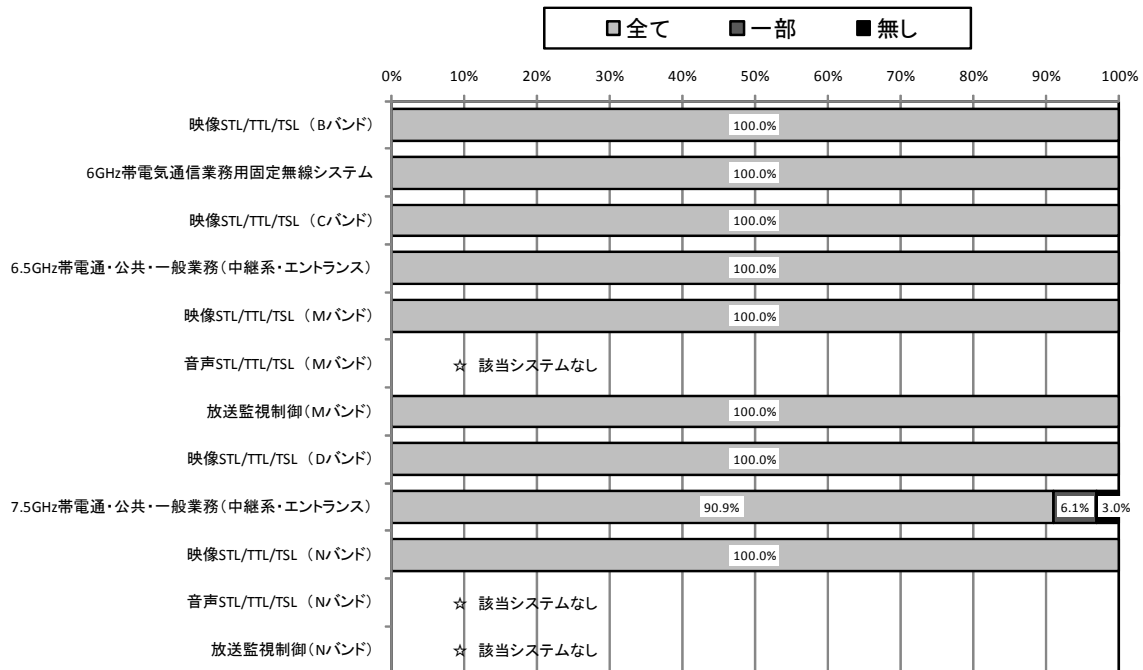 全て 一部 無し
0% 10% 20% 30% 40% 50% 60% 70% 80% 90% 100%
映像STL/TTL/TSL (Bバンド) 100.0%
6GHz帯電気通信業務用固定無線システム 100.0%
映像STL/TTL/TSL (Cバンド) 100.0%
6.5GHz帯電通・公共・一般業務(中継系・エントランス) 100.0%
映像STL/TTL/TSL (Mバンド) 100.0%
音声STL/TTL/TSL (Mバンド) ☆ 該当システムなし
放送監視制御(Mバンド) 100.0%
映像STL/TTL/TSL (Dバンド) 100.0%
7.5GHz帯電通・公共・一般業務(中継系・エントランス) 90.9% 6.1% 3.0%
映像STL/TTL/TSL (Nバンド) 100.0%
音声STL/TTL/TSL (Nバンド) ☆ 該当システムなし
放送監視制御(Nバンド) ☆ 該当システムなし